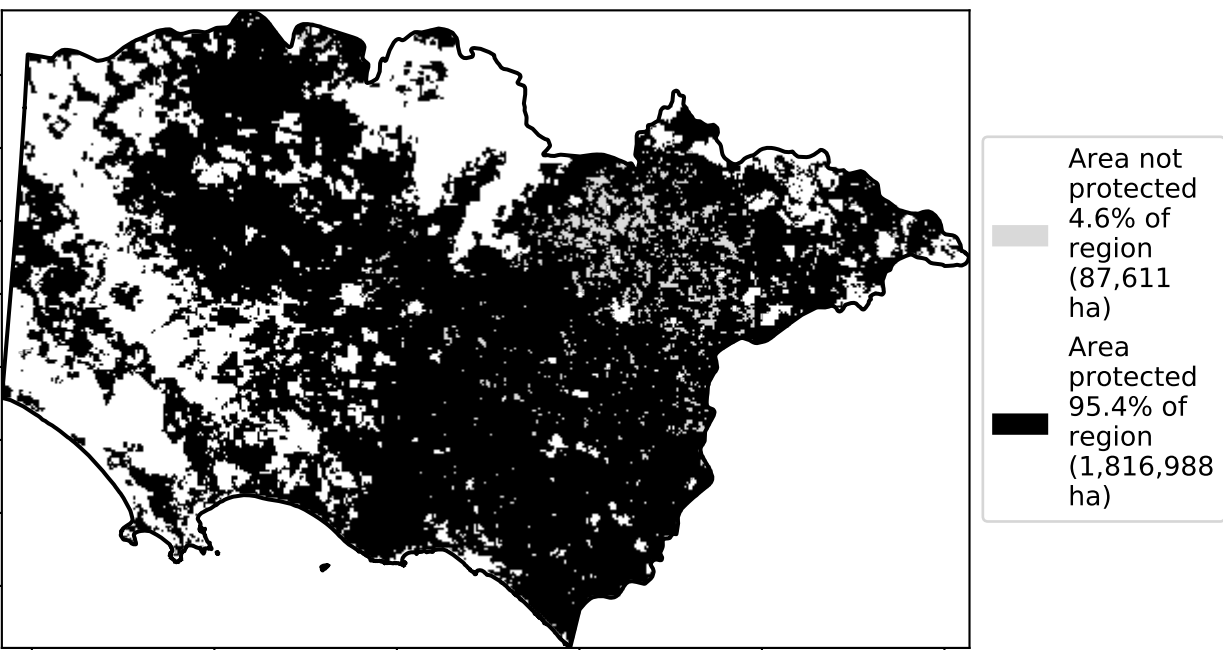 Area not
protected
4.6% of
region
(87,611
ha)
Area
protected
95.4% of
region
(1,816,988
ha)